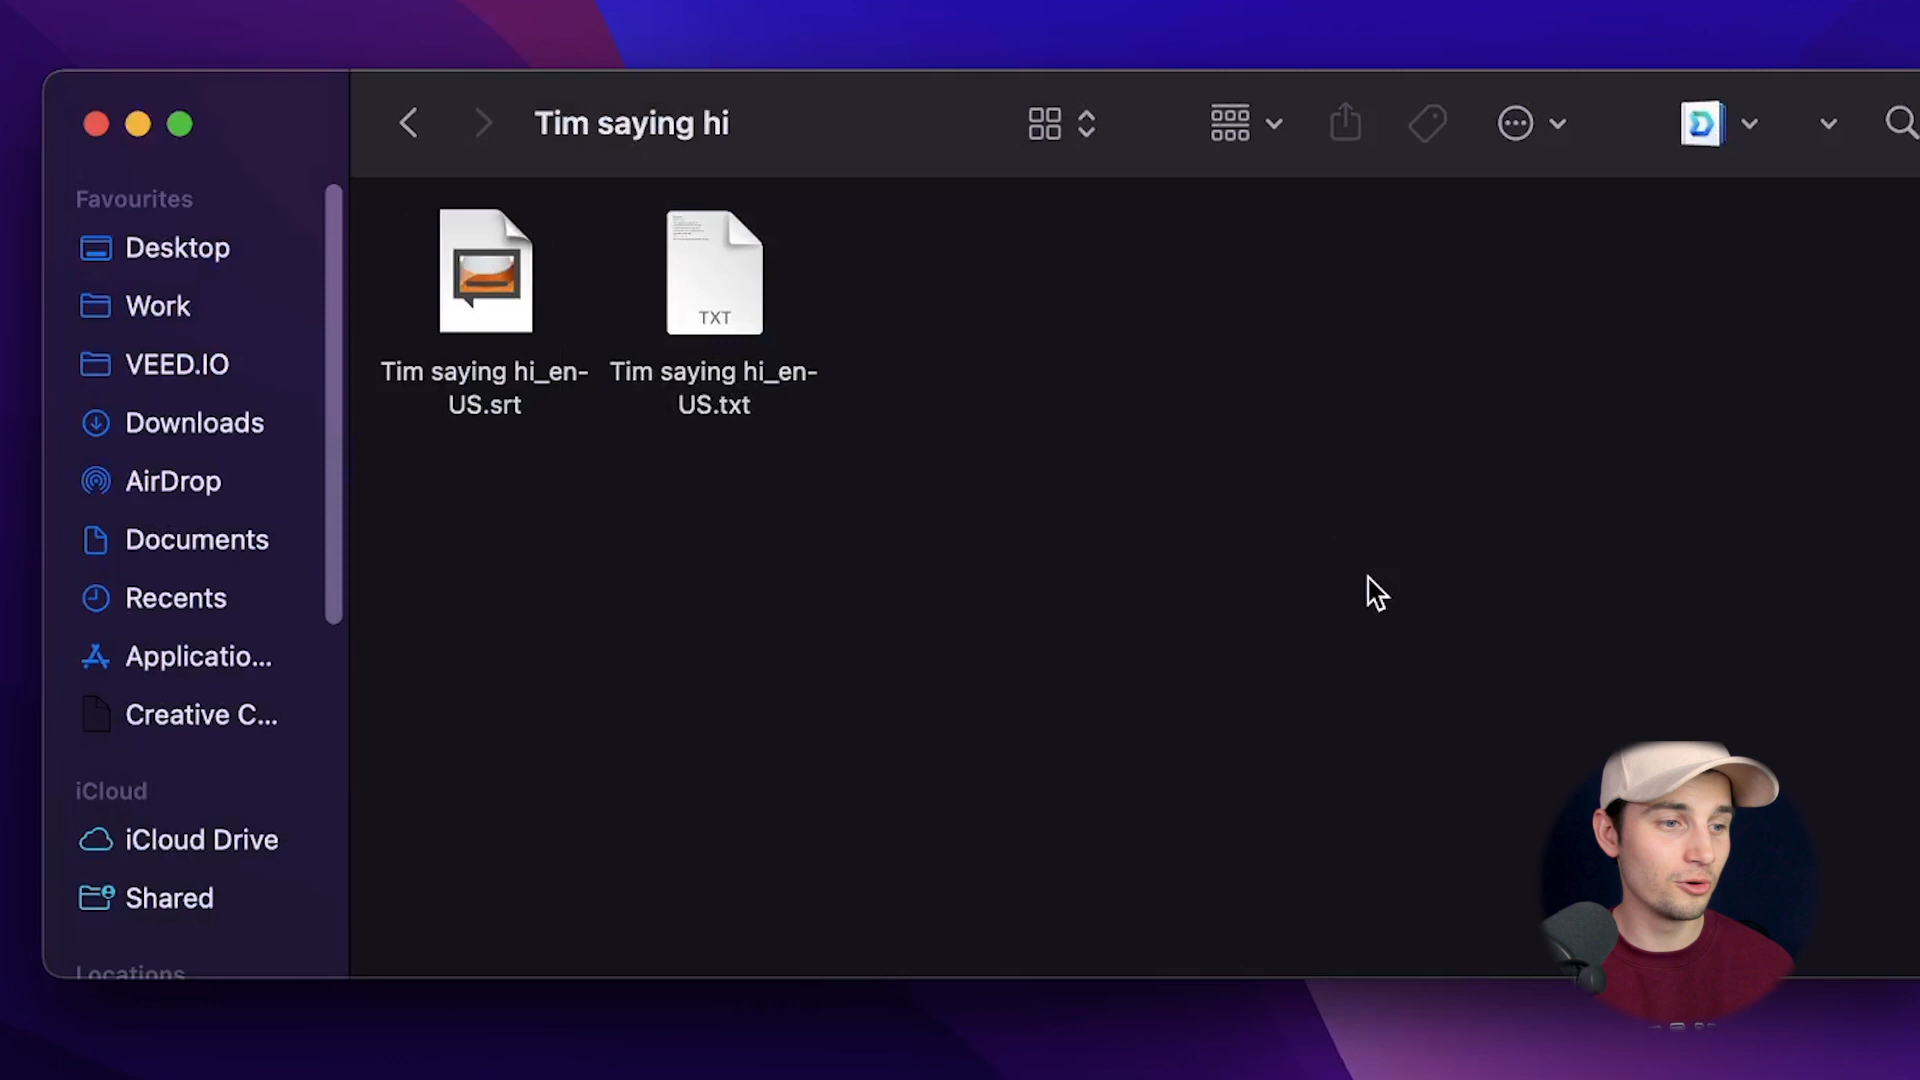 Tim saying hi
Favourites
Desktop
Work
VEED.IO
Downloads
AirDrop
Documents
Recents
Applicatio...
Creative C...
iCloud
iCloud Drive
Shared
Locations
TXT
Tim saying hi_en-
US.srt
Tim saying hi_en-
US.txt